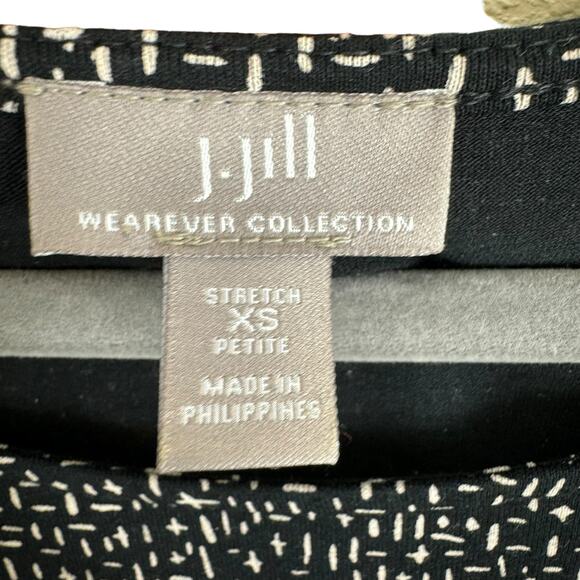 J.Jill
WEAREVER COLLECTION
STRETCH
XS
PETITE
MADE IN
PHILIPPINES